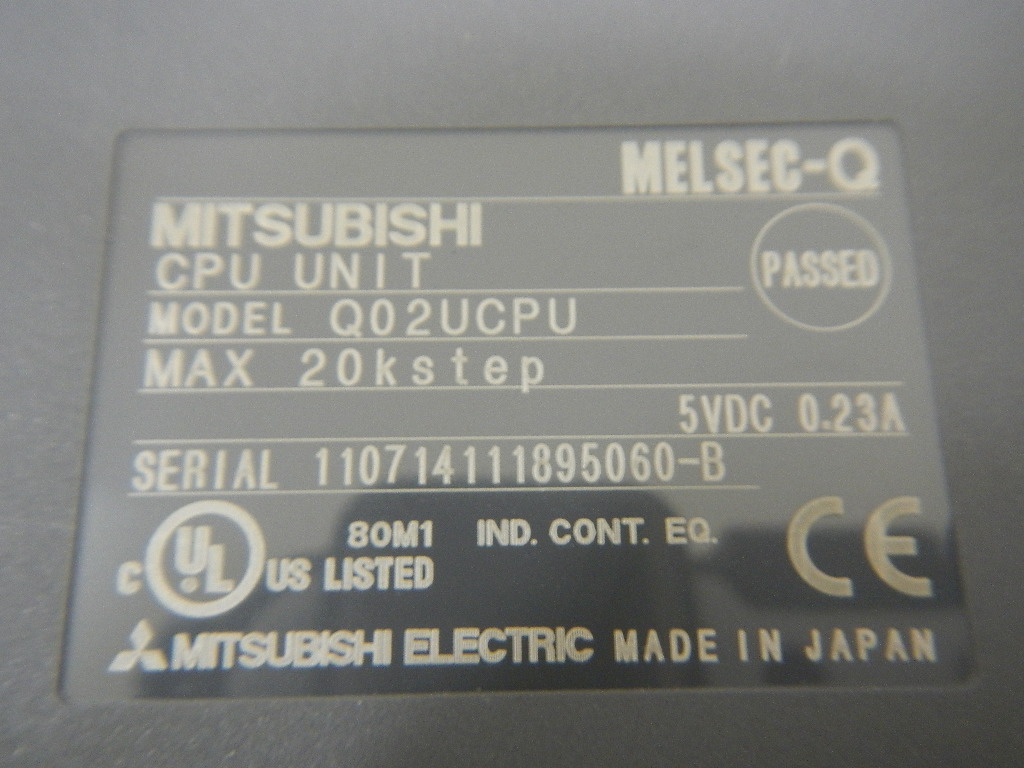 MELSEC-Q
MITSUBISHI
CPU UNIT
PASSED
MODEL Q02UCPU
MAX 20kstep
5VDC 0.23A
SERIAL 110714111895060-B
C UL US LISTED
80M1 IND. CONT. EQ.
CE
MITSUBISHI ELECTRIC MADE IN JAPAN